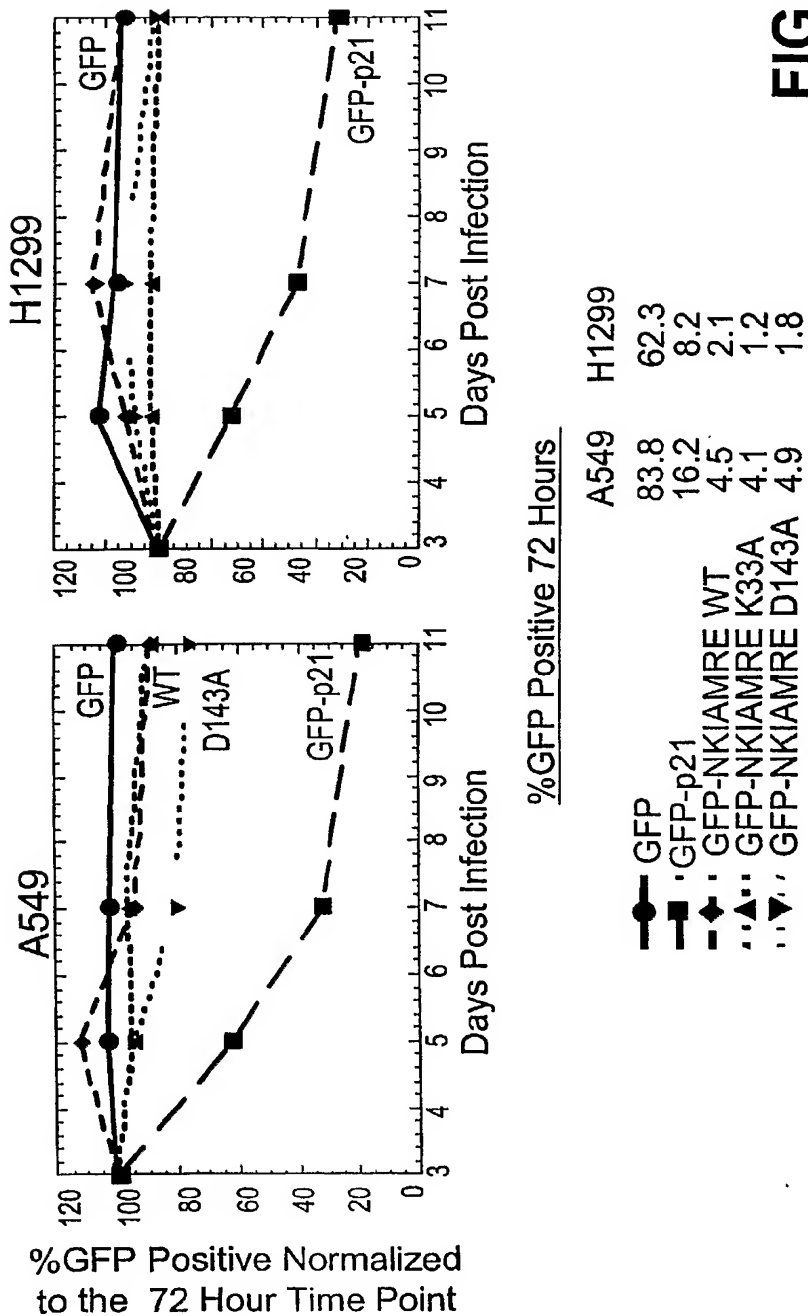 A549
120
100
80
60
40
20
0
3
4
5
6
7
8
9
10
11
GFP
WT
D143A
GFP-p21
Days Post Infection
%GFP Positive Normalized
to the 72 Hour Time Point
H1299
120
100
80
60
40
20
0
3
4
5
6
7
8
9
10
11
GFP
GFP-p21
Days Post Infection
%GFP Positive 72 Hours
A549 H1299
GFP 83.8 62.3
GFP-p21 16.2 8.2
GFP-NKIAMRE WT 4.5 2.1
GFP-NKIAMRE K33A 4.1 1.2
GFP-NKIAMRE D143A 4.9 1.8
FIG